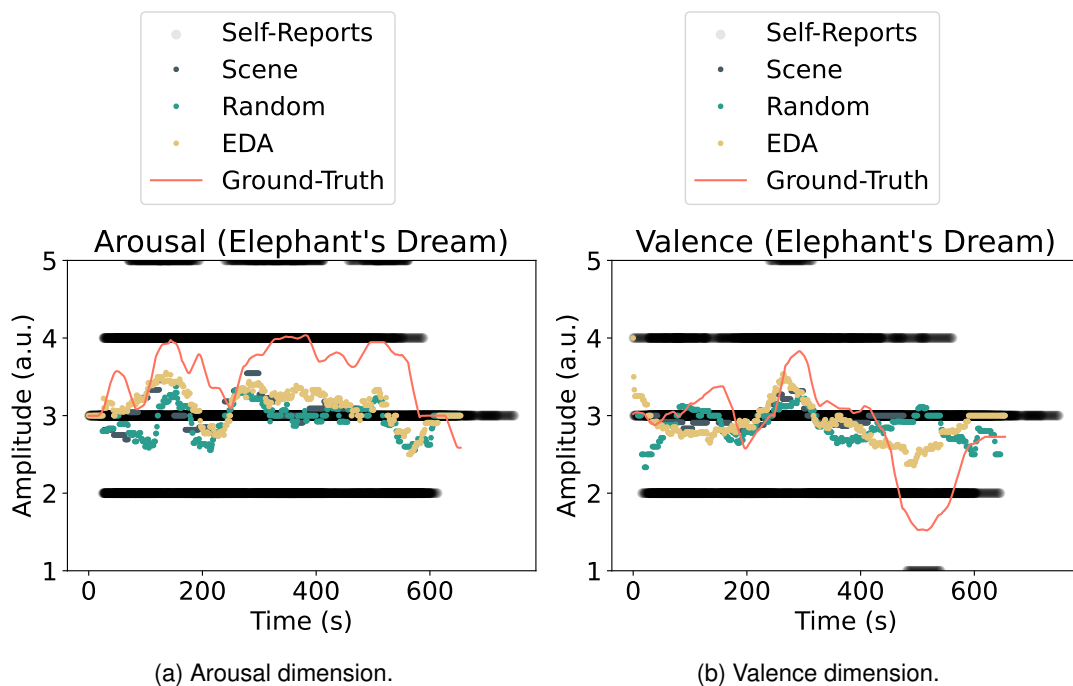 Self-Reports
Scene
Random
EDA
Ground-Truth
Arousal (Elephant's Dream)
Amplitude (a.u.)
5
4
3
2
1
0
200
400
600
Time (s)
(a) Arousal dimension.
Self-Reports
Scene
Random
EDA
Ground-Truth
Valence (Elephant's Dream)
Amplitude (a.u.)
5
4
3
2
1
0
200
400
600
Time (s)
(b) Valence dimension.